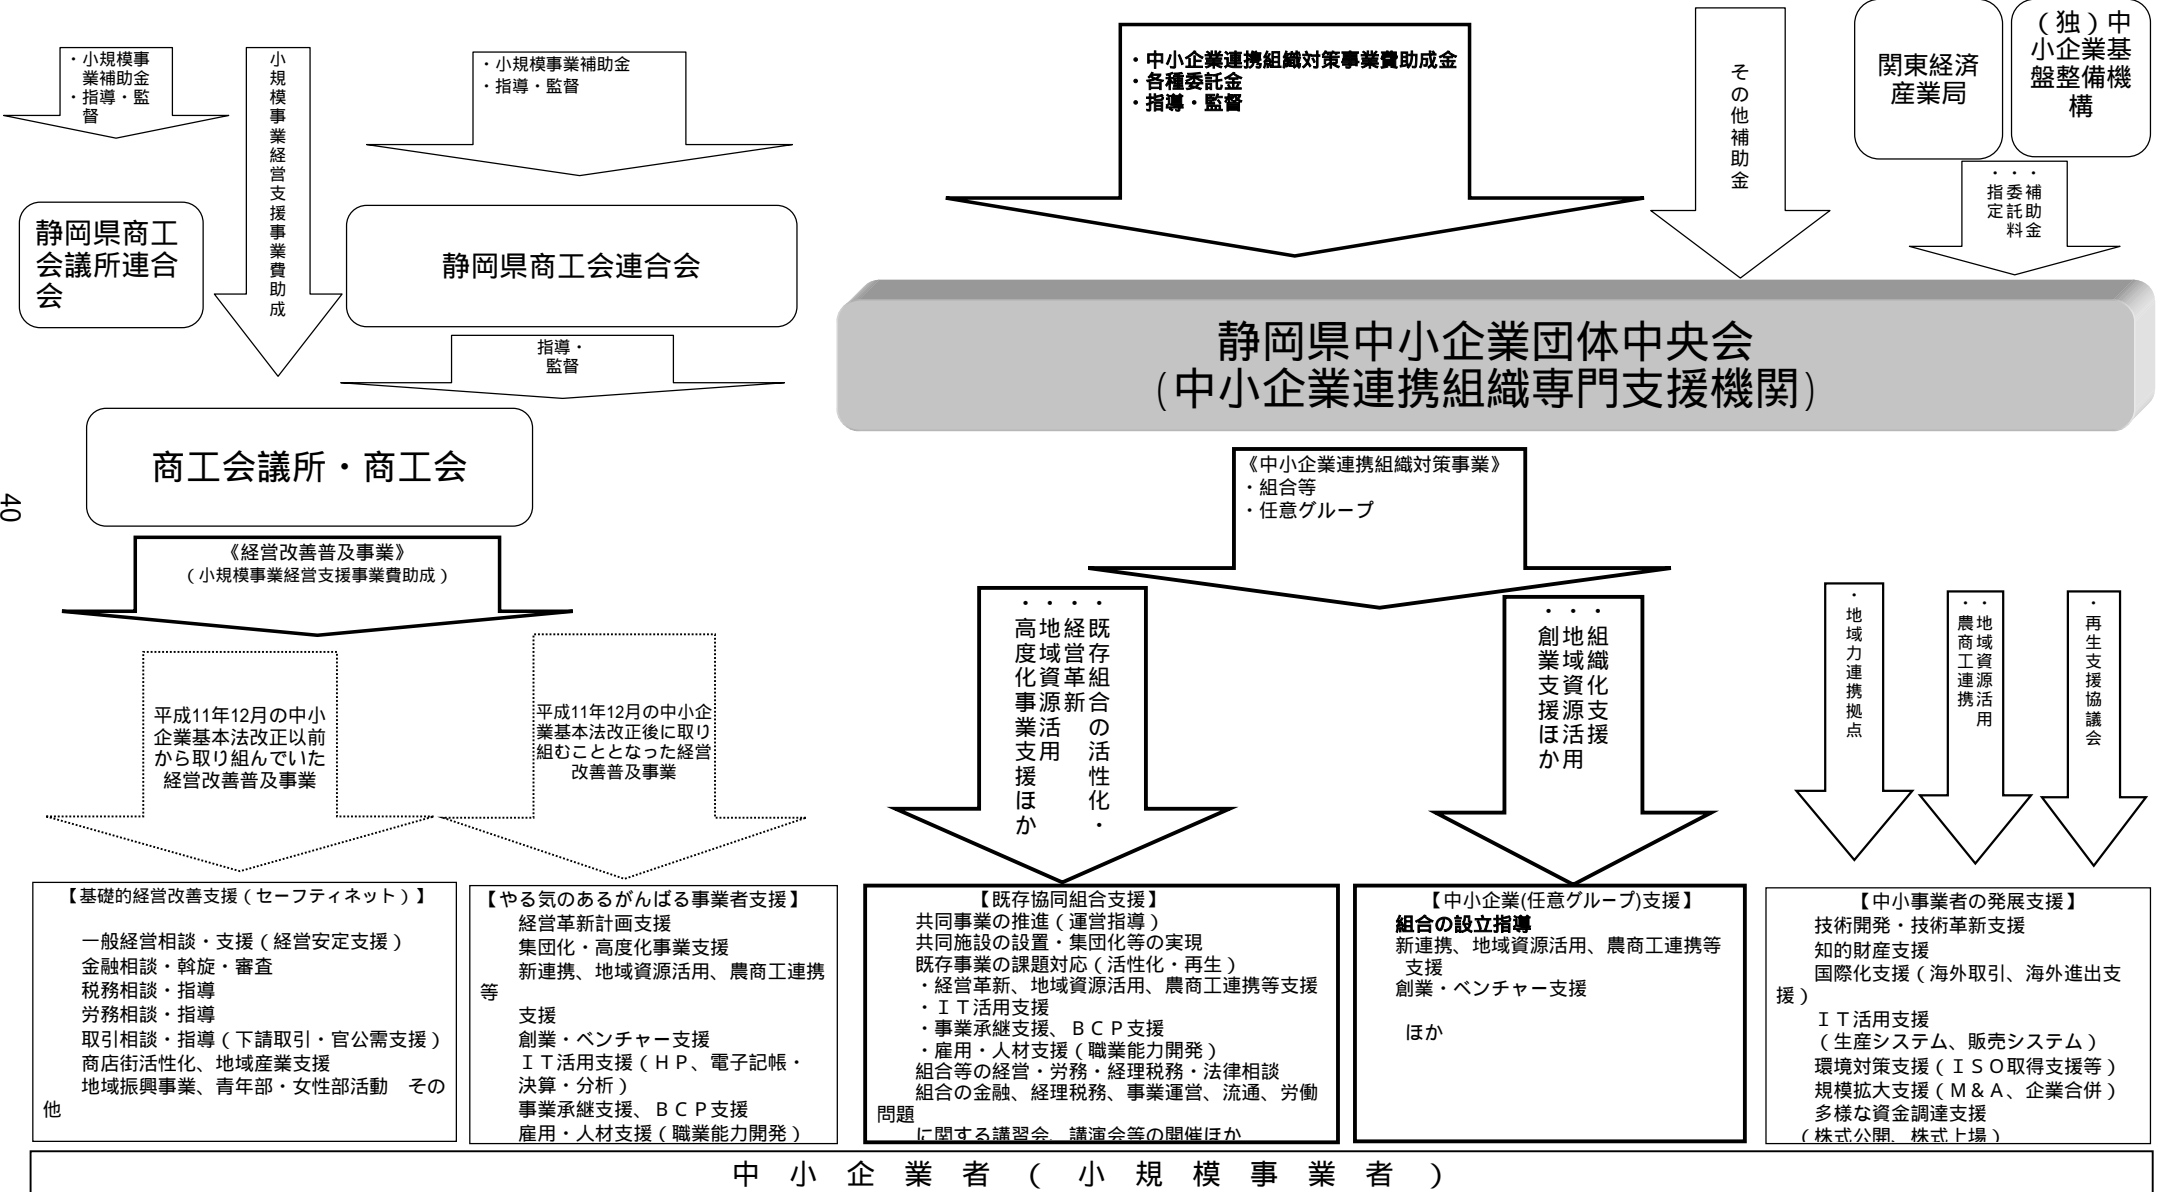 ・小規模事
業補助金
・指導・監
督
小規模事業経営支援事業費助成
・小規模事業補助金
・指導・監督
・中小企業連携組織対策事業費助成金
・各種委託金
・指導・監督
その他補助金
関東経済
産業局
（独）中
小企業基
盤整備機
構
・補助金
・委託料
・指定
静岡県商工
会議所連合
会
静岡県商工会連合会
指導・
監督
静岡県中小企業団体中央会
(中小企業連携組織専門支援機関)
商工会議所・商工会
40
《経営改善普及事業》
（小規模事業経営支援事業費助成）
《中小企業連携組織対策事業》
・組合等
・任意グループ
平成11年12月の中小
企業基本法改正以前
から取り組んでいた
経営改善普及事業
平成11年12月の中小企
業基本法改正後に取り
組むこととなった経営
改善普及事業
・既存組合の活性化・
・経営革新
・地域資源活用
・高度化事業支援ほか
・組織化支援
・地域資源活用
・創業支援ほか
・地域力連携拠点
・地域資源活用
・農商工連携
・再生支援協議会
【基礎的経営改善支援（セーフティネット）】
一般経営相談・支援（経営安定支援）
金融相談・斡旋・審査
税務相談・指導
労務相談・指導
取引相談・指導（下請取引・官公需支援）
商店街活性化、地域産業支援
地域振興事業、青年部・女性部活動　その
他
【やる気のあるがんばる事業者支援】
経営革新計画支援
集団化・高度化事業支援
新連携、地域資源活用、農商工連携
等
支援
創業・ベンチャー支援
ＩＴ活用支援（ＨＰ、電子記帳・
決算・分析）
事業承継支援、ＢＣＰ支援
雇用・人材支援（職業能力開発）
【既存協同組合支援】
共同事業の推進（運営指導）
共同施設の設置・集団化等の実現
既存事業の課題対応（活性化・再生）
・経営革新、地域資源活用、農商工連携等支援
・ＩＴ活用支援
・事業承継支援、ＢＣＰ支援
・雇用・人材支援（職業能力開発）
組合等の経営・労務・経理税務・法律相談
組合の金融、経理税務、事業運営、流通、労働
問題
に関する講習会、講演会等の開催ほか
【中小企業(任意グループ)支援】
組合の設立指導
新連携、地域資源活用、農商工連携等
支援
創業・ベンチャー支援
ほか
【中小事業者の発展支援】
技術開発・技術革新支援
知的財産支援
国際化支援（海外取引、海外進出支
援）
ＩＴ活用支援
（生産システム、販売システム）
環境対策支援（ＩＳＯ取得支援等）
規模拡大支援（Ｍ＆Ａ、企業合併）
多様な資金調達支援
（株式公開、株式上場）
中小企業者（小規模事業者）